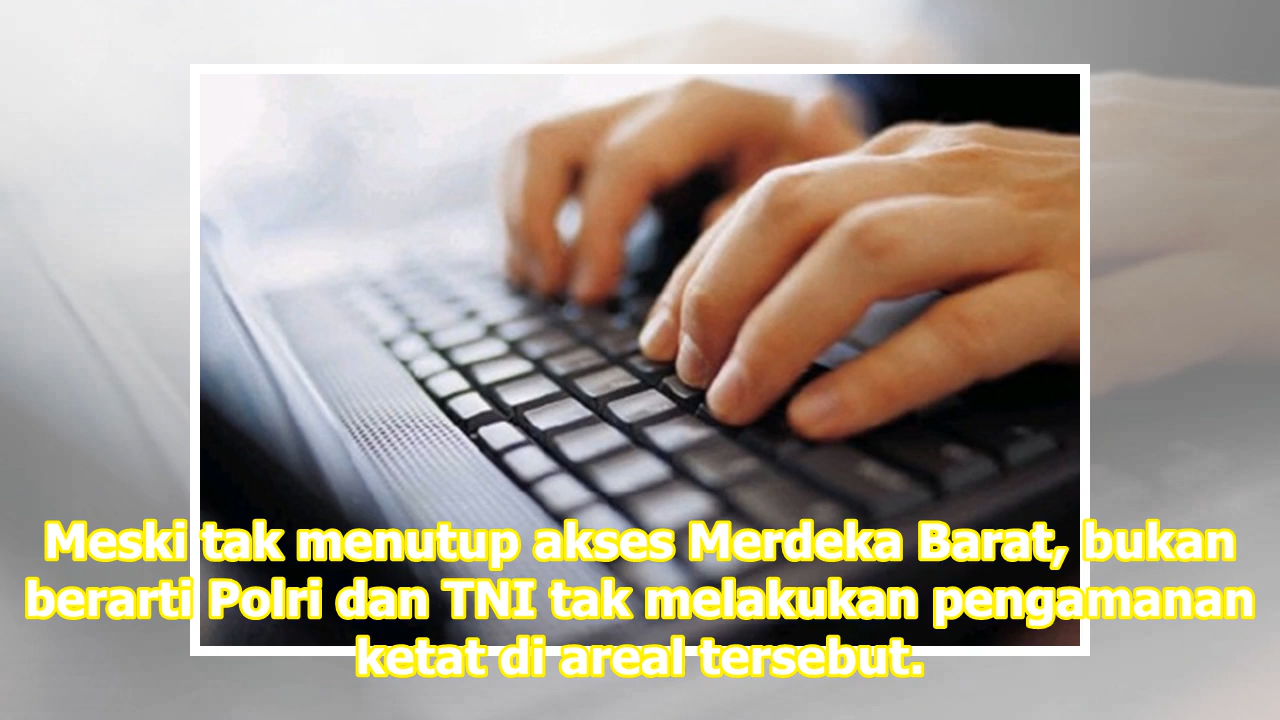 Meski tak menutup akses Merdeka Barat, bukan
berarti Polri dan TNI tak melakukan pengamanan
ketat di areal tersebut.